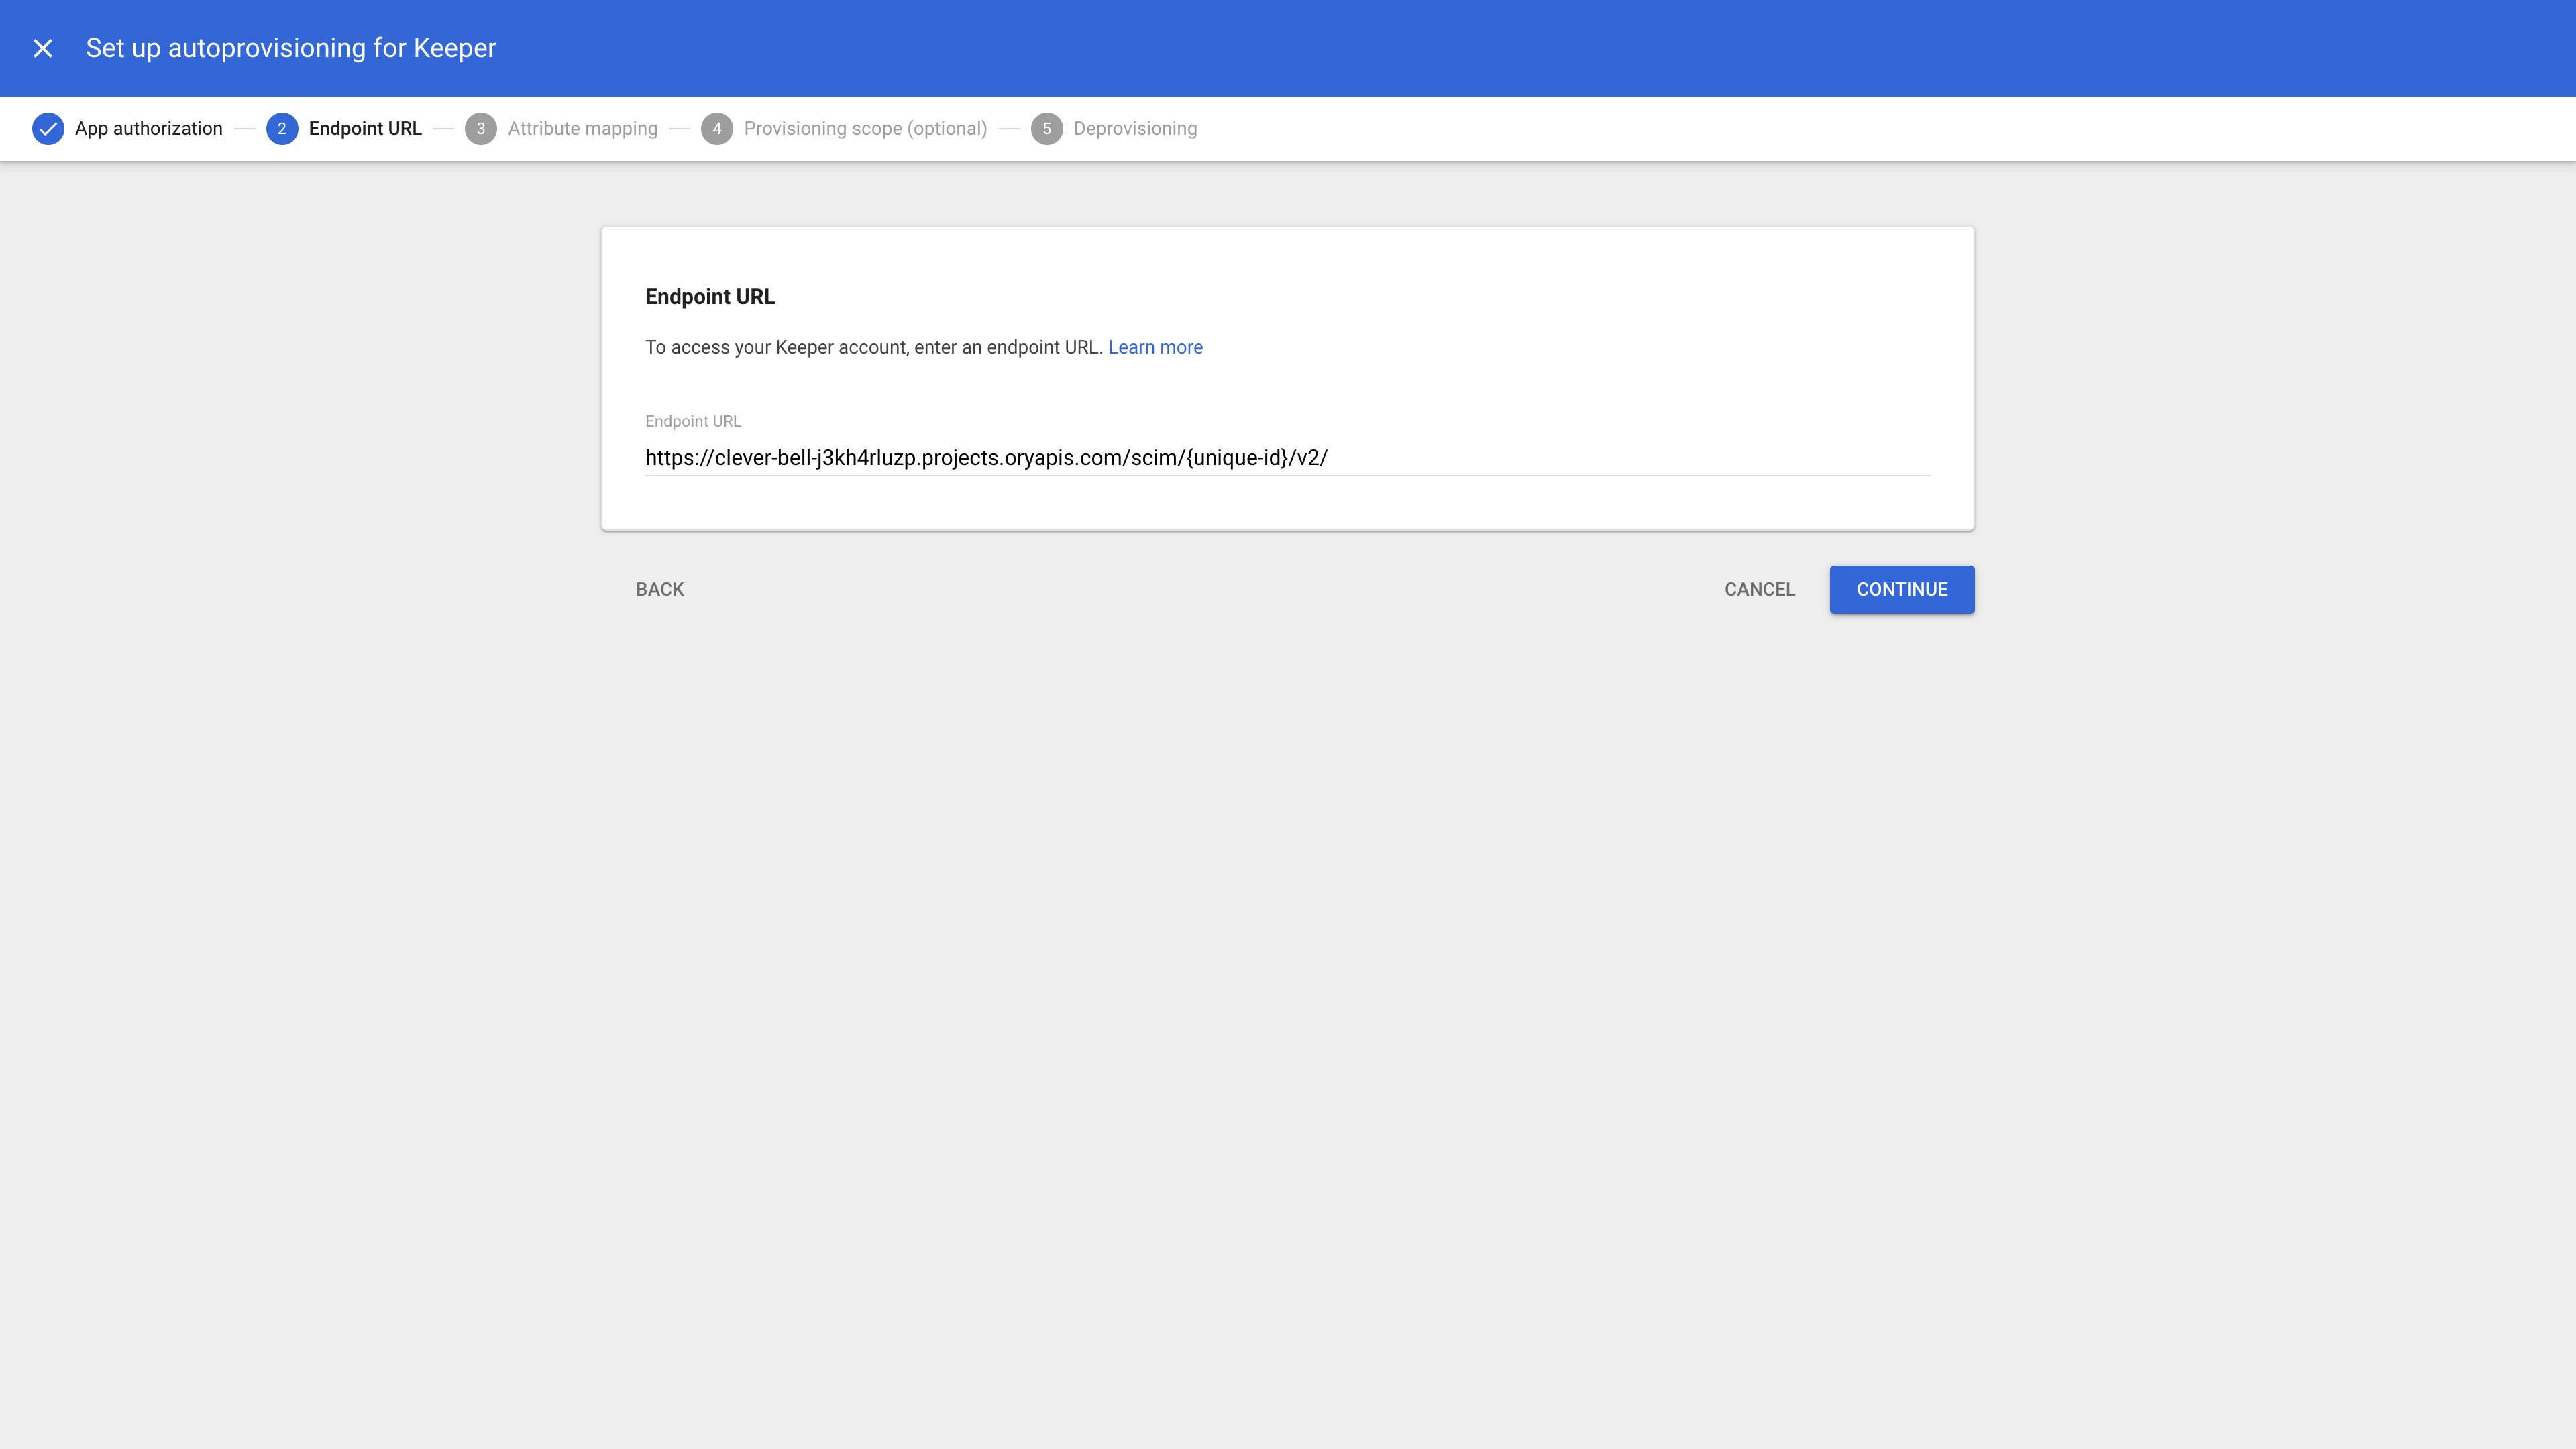 Set up autoprovisioning for Keeper
App authorization
2 Endpoint URL
3 Attribute mapping
4 Provisioning scope (optional)
5 Deprovisioning
Endpoint URL
To access your Keeper account, enter an endpoint URL. Learn more
Endpoint URL
https://clever-bell-j3kh4rluzp.projects.oryapis.com/scim/{unique-id}/v2/
BACK
CANCEL
CONTINUE